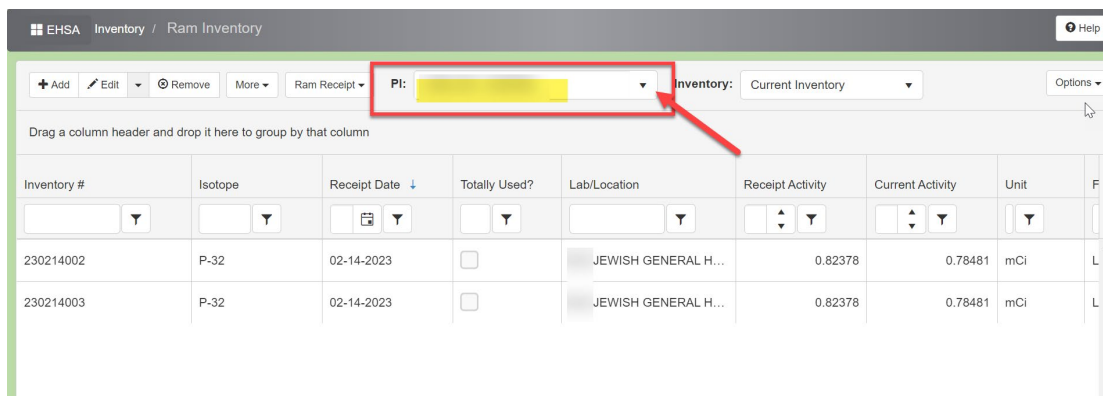 EHSA Inventory / Ram Inventory Help
Add Edit Remove More Ram Receipt PI: Inventory: Current Inventory Options
Drag a column header and drop it here to group by that column
Inventory # Isotope Receipt Date Totally Used? Lab/Location Receipt Activity Current Activity Unit F
230214002 P-32 02-14-2023 JEWISH GENERAL H... 0.82378 0.78481 mCi L
230214003 P-32 02-14-2023 JEWISH GENERAL H... 0.82378 0.78481 mCi L